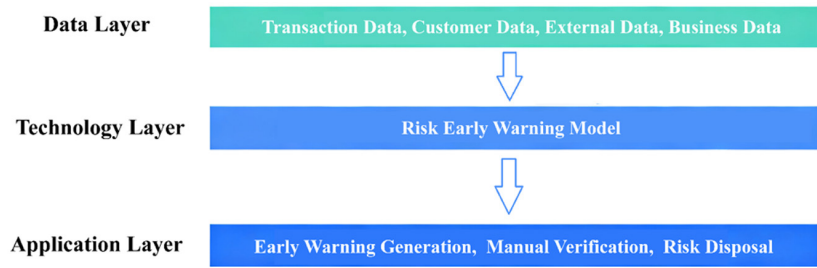 Data Layer
Transaction Data, Customer Data, External Data, Business Data
Technology Layer
Risk Early Warning Model
Application Layer
Early Warning Generation, Manual Verification, Risk Disposal